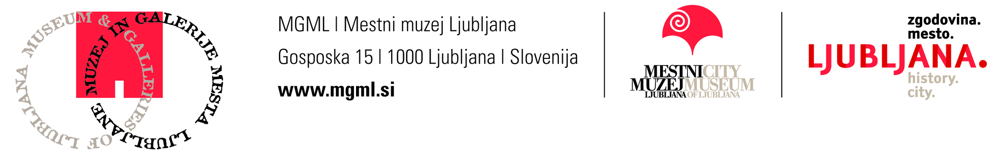 MUSEUM & GALLERIES OF LJUBLJANA
MUZEJ IN GALERIJE MESTA LJUBLJANE
MGML | Mestni muzej Ljubljana
Gosposka 15 | 1000 Ljubljana | Slovenija
www.mgml.si
MESTNI CITY
MUZEJ MUSEUM
LJUBLJANA OF LJUBLJANA
zgodovina.
mesto.
LJUBLJANA.
history.
city.